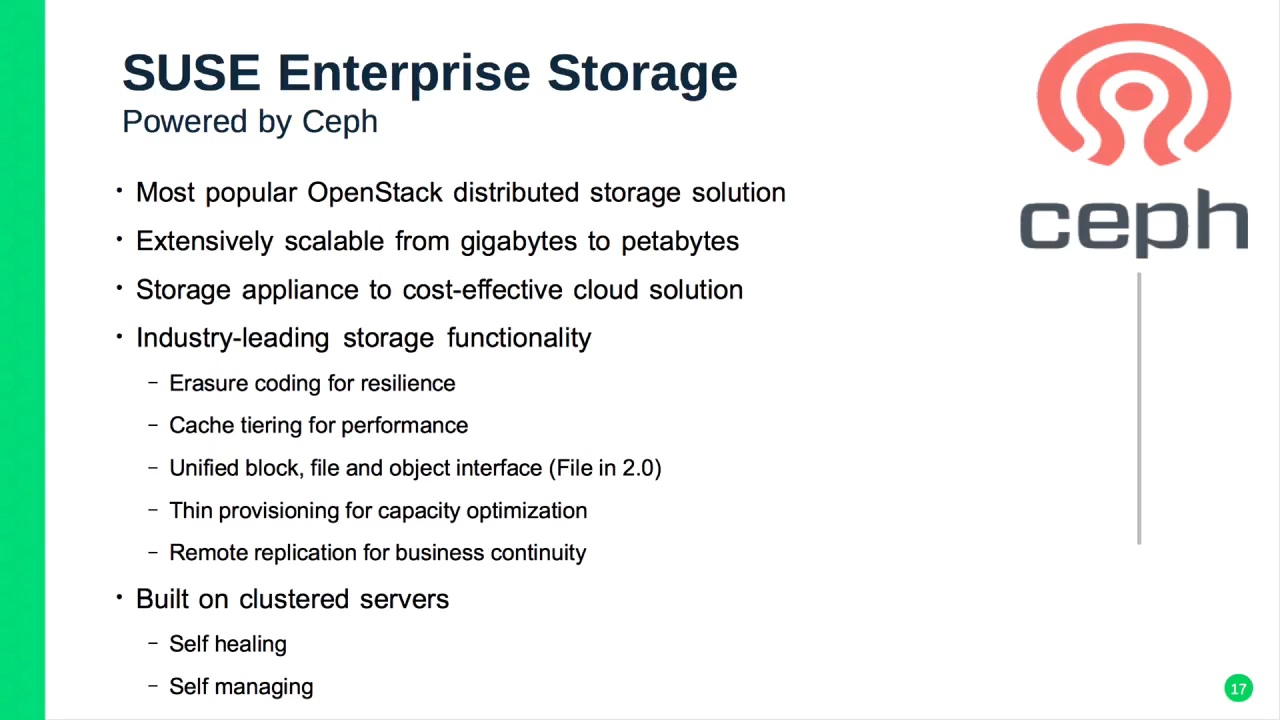 SUSE Enterprise Storage
Powered by Ceph
• Most popular OpenStack distributed storage solution
• Extensively scalable from gigabytes to petabytes
• Storage appliance to cost-effective cloud solution
• Industry-leading storage functionality
– Erasure coding for resilience
– Cache tiering for performance
– Unified block, file and object interface (File in 2.0)
– Thin provisioning for capacity optimization
– Remote replication for business continuity
• Built on clustered servers
– Self healing
– Self managing
ceph
17